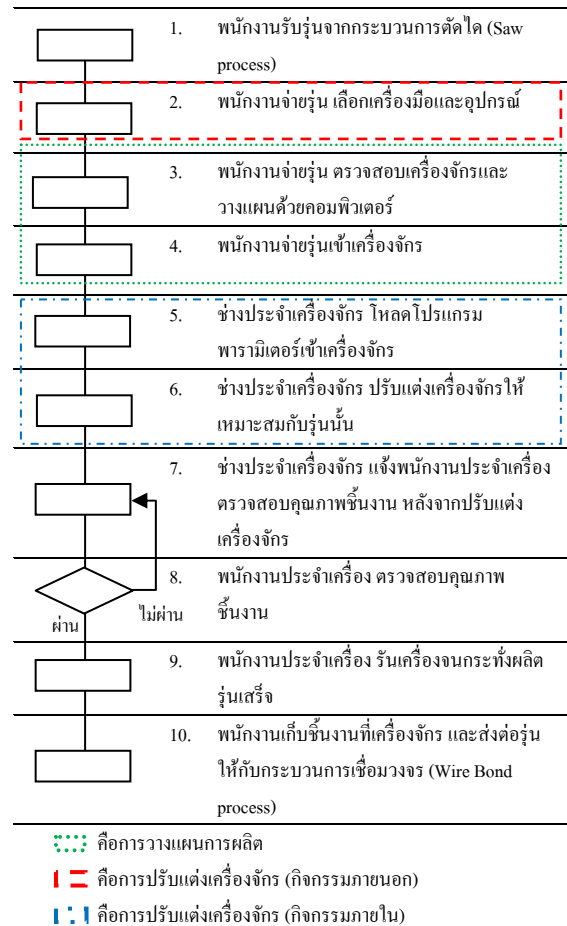 1. พนักงานรับรุ่นจากกระบวนการตัดได (Saw
process)
2. พนักงานจ่ายรุ่น เลือกเครื่องมือและอุปกรณ์
3. พนักงานจ่ายรุ่น ตรวจสอบเครื่องจักรและ
วางแผนด้วยคอมพิวเตอร์
4. พนักงานจ่ายรุ่นเข้าเครื่องจักร
5. ช่างประจำเครื่องจักร โหลดโปรแกรม
พารามิเตอร์เข้าเครื่องจักร
6. ช่างประจำเครื่องจักร ปรับแต่งเครื่องจักรให้
เหมาะสมกับรุ่นนั้น
7. ช่างประจำเครื่องจักร แจ้งพนักงานประจำเครื่อง
ตรวจสอบคุณภาพชิ้นงาน หลังจากปรับแต่ง
เครื่องจักร
8. พนักงานประจำเครื่อง ตรวจสอบคุณภาพ
ชิ้นงาน
ผ่าน ไม่ผ่าน
9. พนักงานประจำเครื่อง รันเครื่องจนกระทั่งผลิต
รุ่นเสร็จ
10. พนักงานเก็บชิ้นงานที่เครื่องจักร และส่งต่อรุ่น
ให้กับกระบวนการเชื่อมวงจร (Wire Bond
process)
คือการวางแผนการผลิต
คือการปรับแต่งเครื่องจักร (กิจกรรมภายนอก)
คือการปรับแต่งเครื่องจักร (กิจกรรมภายใน)